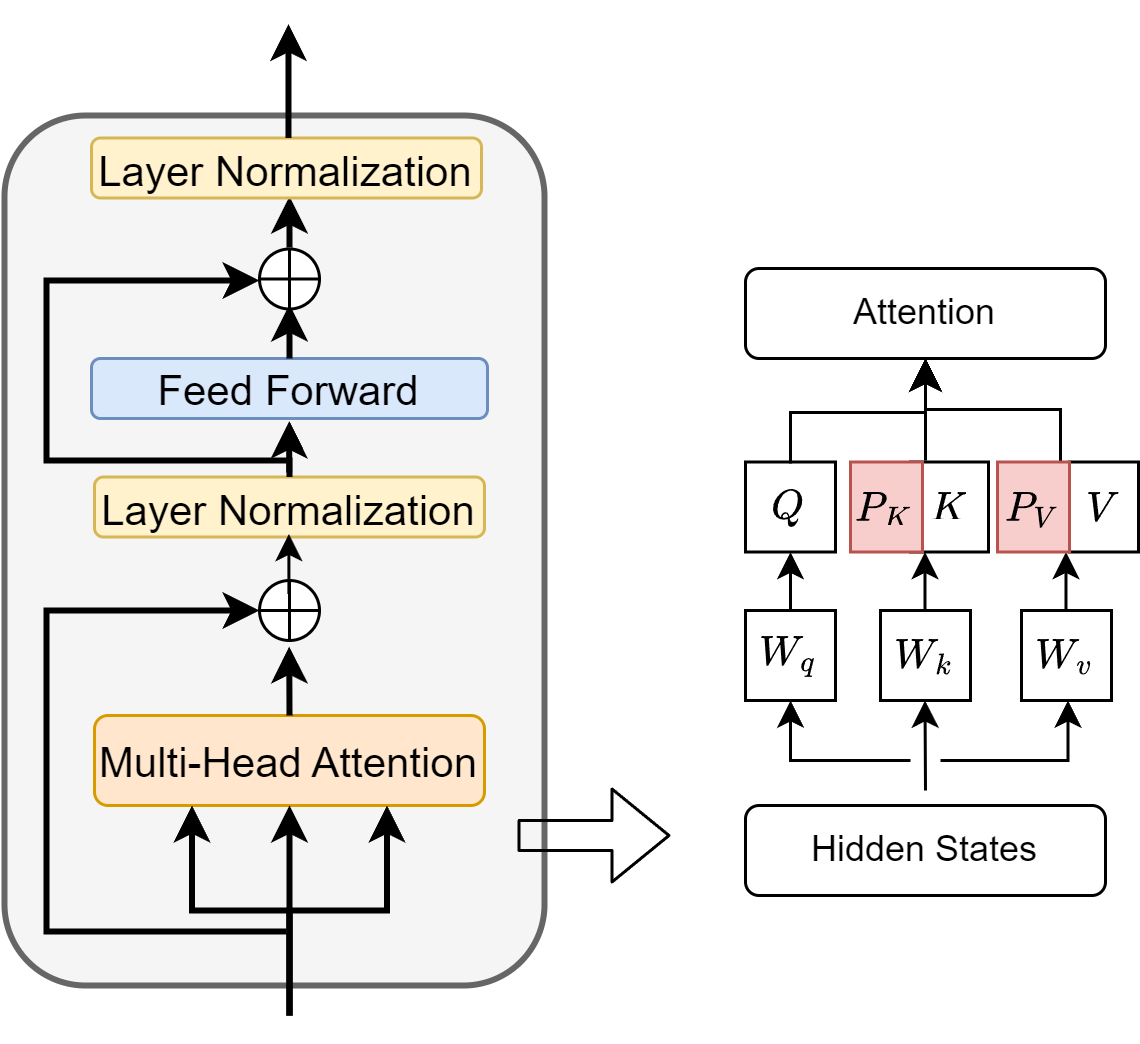 Layer Normalization
Feed Forward
Layer Normalization
Multi-Head Attention
Attention
Q P_K K P_V V
W_q W_k W_v
Hidden States